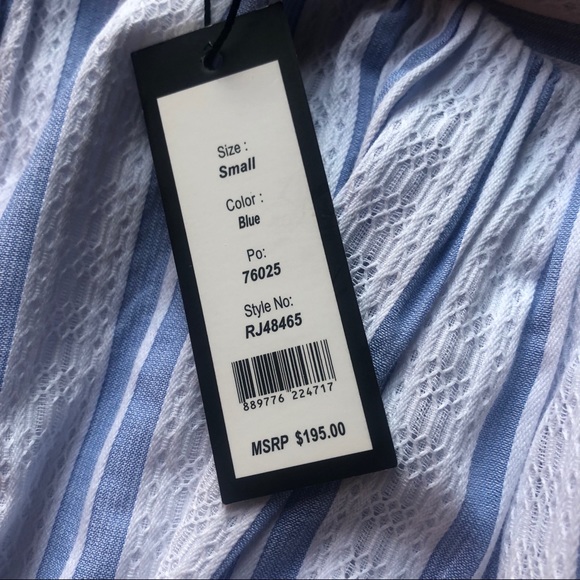 Size :
Small
Color :
Blue
Po:
76025
Style No:
RJ48465
889776 224717
MSRP $195.00